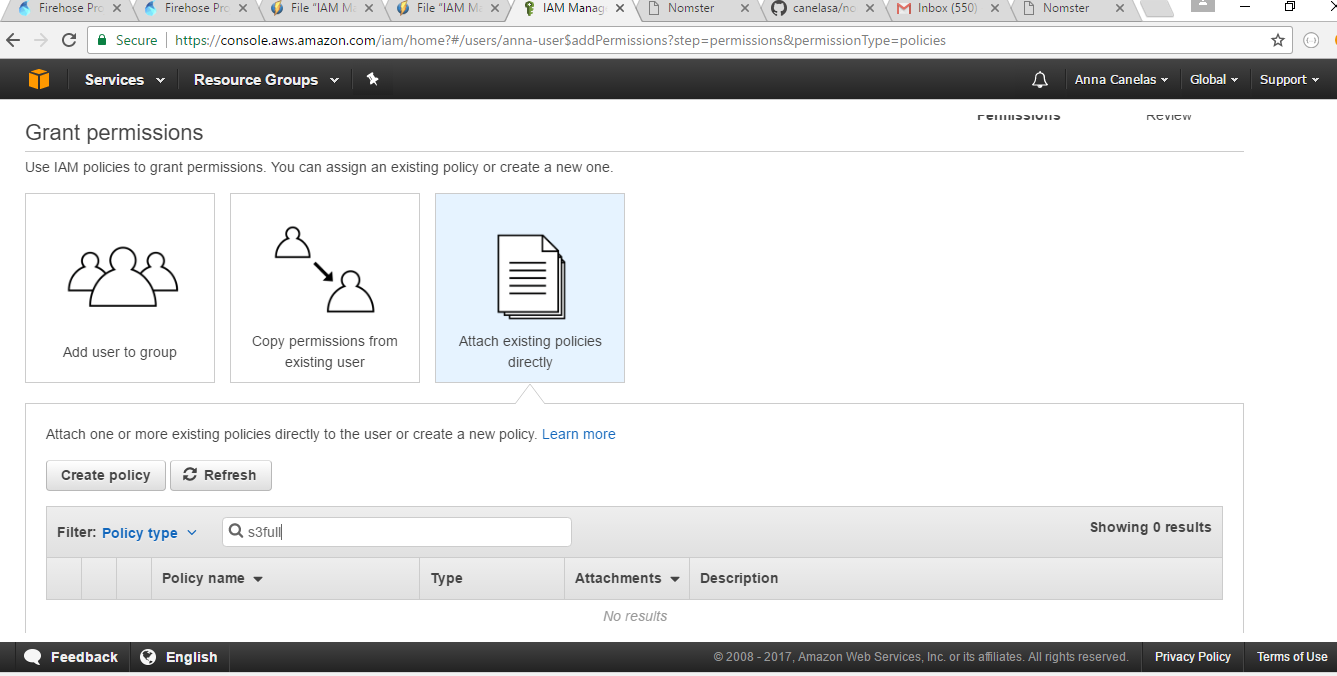 Firehose Pro
Firehose Pro
File "IAM M
File "IAM M
IAM Manag
Nomster
canelasa/no
Inbox (550)
Nomster
Secure
https://console.aws.amazon.com/iam/home?#/users/anna-user$addPermissions?step=permissions&permissionType=policies
Services
Resource Groups
Anna Canelas
Global
Support
Permissions
Review
Grant permissions
Use IAM policies to grant permissions. You can assign an existing policy or create a new one.
Add user to group
Copy permissions from
existing user
Attach existing policies
directly
Attach one or more existing policies directly to the user or create a new policy. Learn more
Create policy
Refresh
Filter: Policy type
s3full
Showing 0 results
Policy name
Type
Attachments
Description
No results
Feedback
English
© 2008 - 2017, Amazon Web Services, Inc. or its affiliates. All rights reserved.
Privacy Policy
Terms of Use